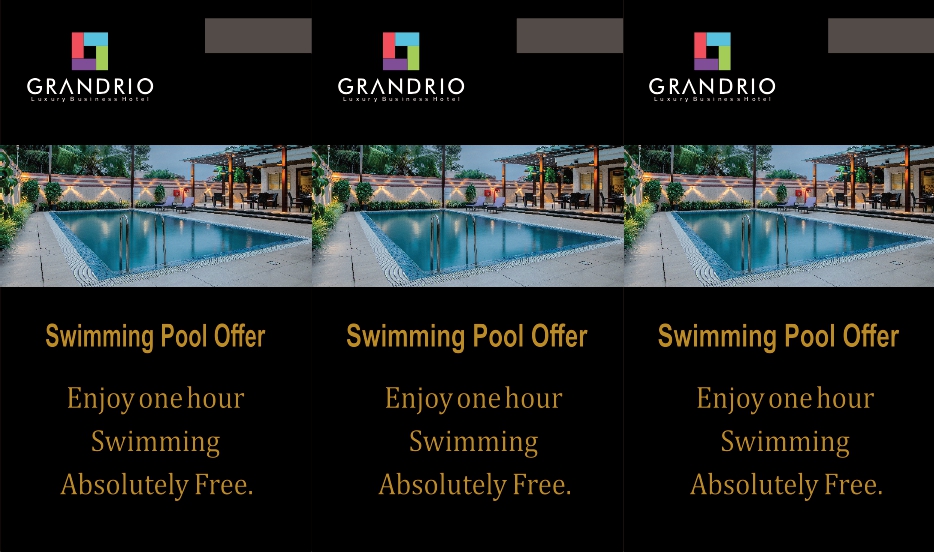 GRANDRIO
Luxury Business Hotel
Swimming Pool Offer
Enjoy one hour
Swimming
Absolutely Free.
GRANDRIO
Luxury Business Hotel
Swimming Pool Offer
Enjoy one hour
Swimming
Absolutely Free.
GRANDRIO
Luxury Business Hotel
Swimming Pool Offer
Enjoy one hour
Swimming
Absolutely Free.